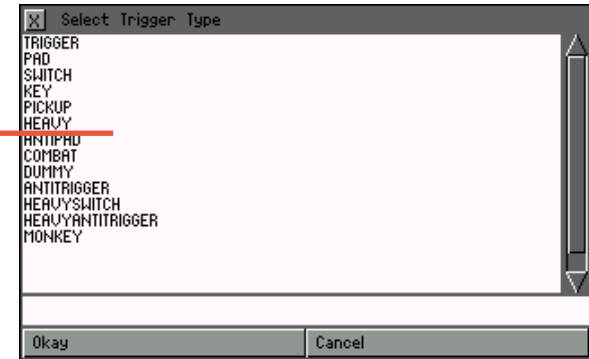 X Select Trigger Type
TRIGGER
PAD
SWITCH
KEY
PICKUP
HEAVY
ANTIPAD
COMBAT
DUMMY
ANTITRIGGER
HEAVYSWITCH
HEAVYANTITRIGGER
MONKEY
Okay Cancel